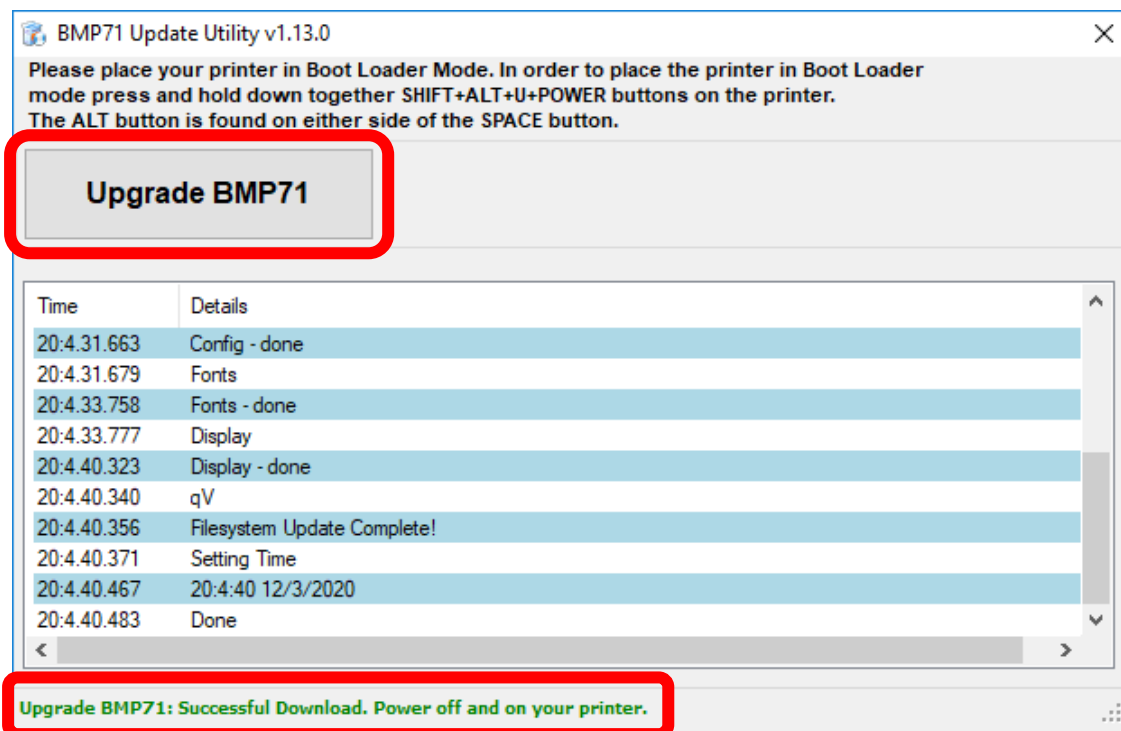 BMP71 Update Utility v1.13.0
Please place your printer in Boot Loader Mode. In order to place the printer in Boot Loader
mode press and hold down together SHIFT+ALT+U+POWER buttons on the printer.
The ALT button is found on either side of the SPACE button.
Upgrade BMP71
Time Details
20:4.31.663 Config - done
20:4.31.679 Fonts
20:4.33.758 Fonts - done
20:4.33.777 Display
20:4.40.323 Display - done
20:4.40.340 qV
20:4.40.356 Filesystem Update Complete!
20:4.40.371 Setting Time
20:4.40.467 20:4:40 12/3/2020
20:4.40.483 Done
Upgrade BMP71: Successful Download. Power off and on your printer.